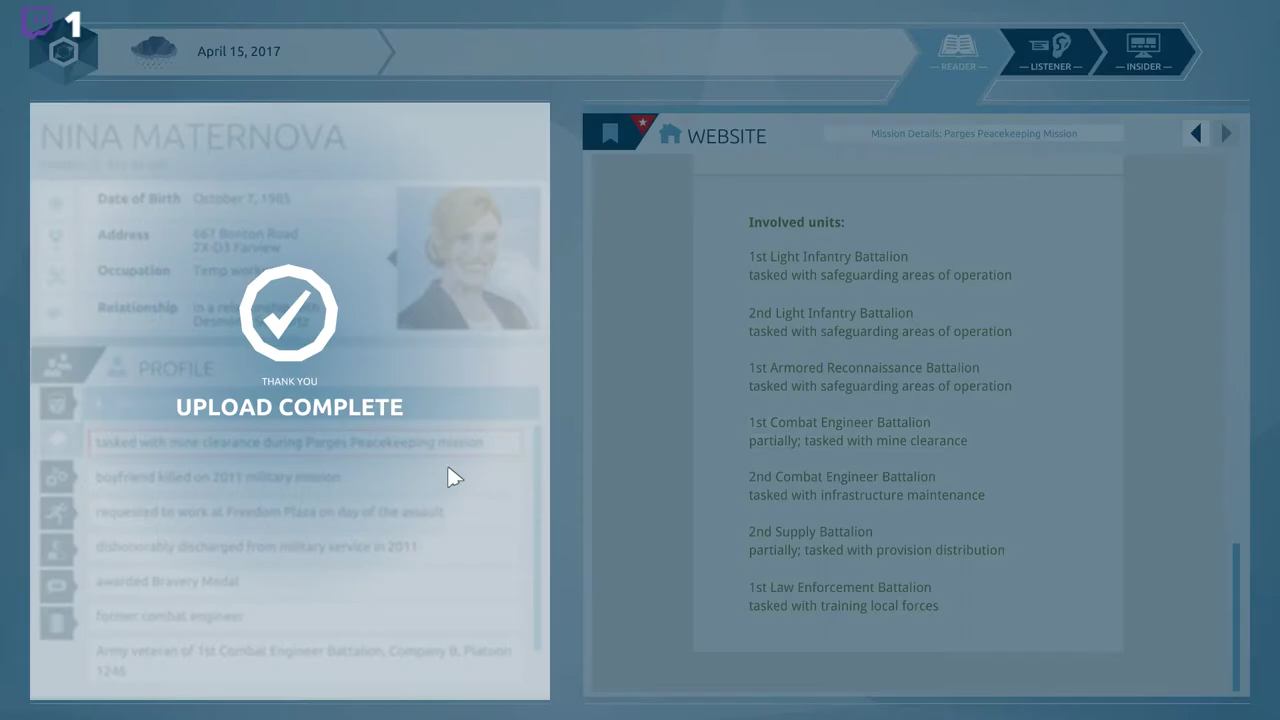 1
April 15, 2017
READER
LISTENER
INSIDER
NINA MATERNOVA
Date of Birth October 7, 1985
Address 667 Bonton Road
2X-D3 Farview
Occupation Temp
Relationship In a
Desmond
PROFILE
THANK YOU
UPLOAD COMPLETE
tasked with mine clearance during Parges Peacekeeping mission
boyfriend killed on 2011 military mission
requested to work at Freedom Plaza on day of the assault
dishonorably discharged from military service in 2011
awarded Bravery Medal
former combat engineer
Army veteran of 1st Combat Engineer Battalion, Company B, Platoon
1246
WEBSITE
Mission Details: Parges Peacekeeping Mission
Involved units:
1st Light Infantry Battalion
tasked with safeguarding areas of operation
2nd Light Infantry Battalion
tasked with safeguarding areas of operation
1st Armored Reconnaissance Battalion
tasked with safeguarding areas of operation
1st Combat Engineer Battalion
partially; tasked with mine clearance
2nd Combat Engineer Battalion
tasked with infrastructure maintenance
2nd Supply Battalion
partially; tasked with provision distribution
1st Law Enforcement Battalion
tasked with training local forces